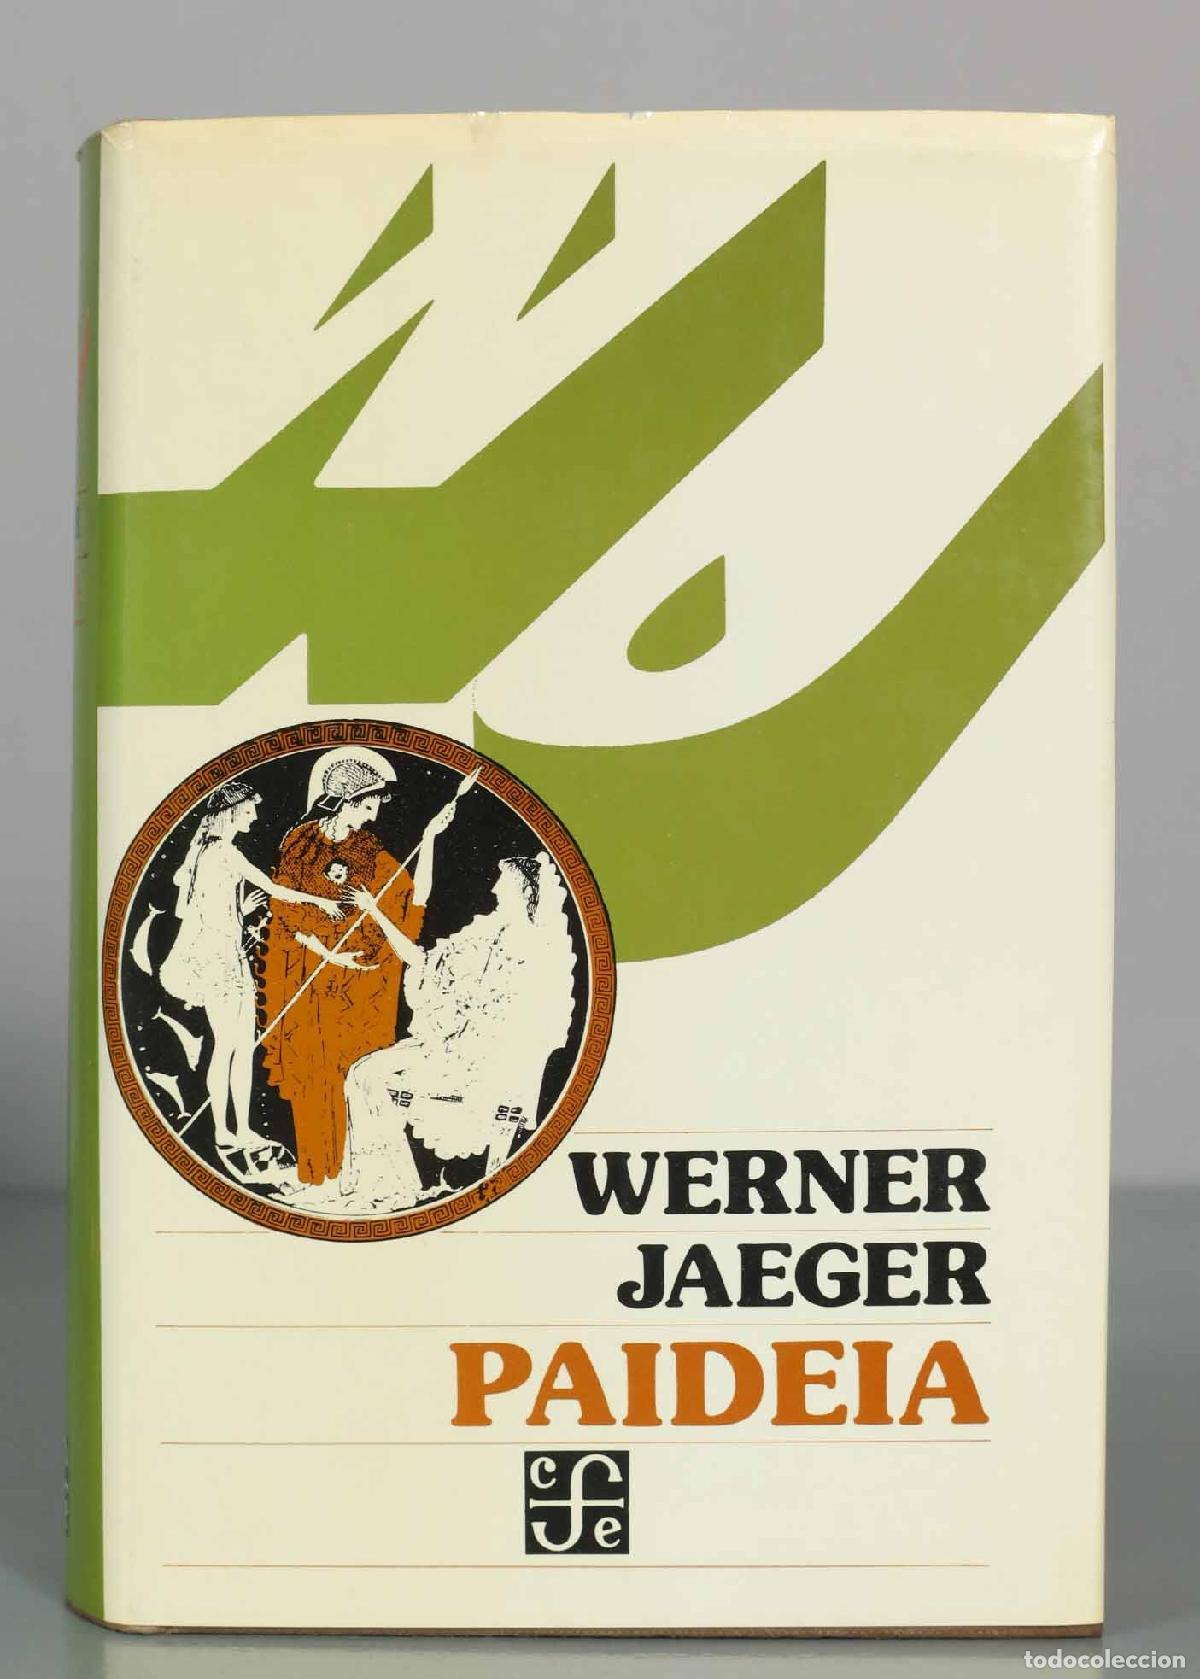 WERNER
JAEGER
PAIDEIA
c f e
todocoleccion